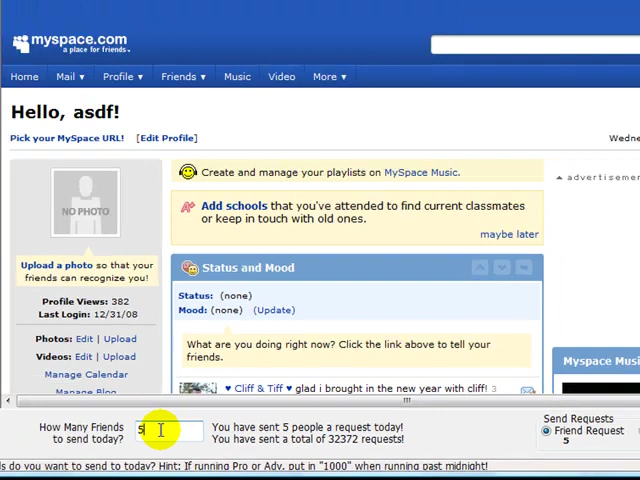 myspace.com
a place for friends.
Home Mail Profile Friends Music Video More
Hello, asdf!
Pick your MySpace URL! [Edit Profile]
Wedne
NO PHOTO
Create and manage your playlists on MySpace Music.
advertisemen
Add schools that you've attended to find current classmates
or keep in touch with old ones.
maybe later
Upload a photo so that your
friends can recognize you!
Profile Views: 382
Last Login: 12/31/08
Photos: Edit | Upload
Videos: Edit | Upload
Manage Calendar
Manage Blog
Status and Mood
Status: (none)
Mood: (none) (Update)
What are you doing right now? Click the link above to tell your
friends.
♥ Cliff & Tiff ♥ glad i brought in the new year with cliff! 3
Myspace Musi
How Many Friends
to send today?
5
You have sent 5 people a request today!
You have sent a total of 32372 requests!
Send Requests
Friend Request
5
ds do you want to send to today? Hint: If running Pro or Adv, put in "1000" when running past midnight!